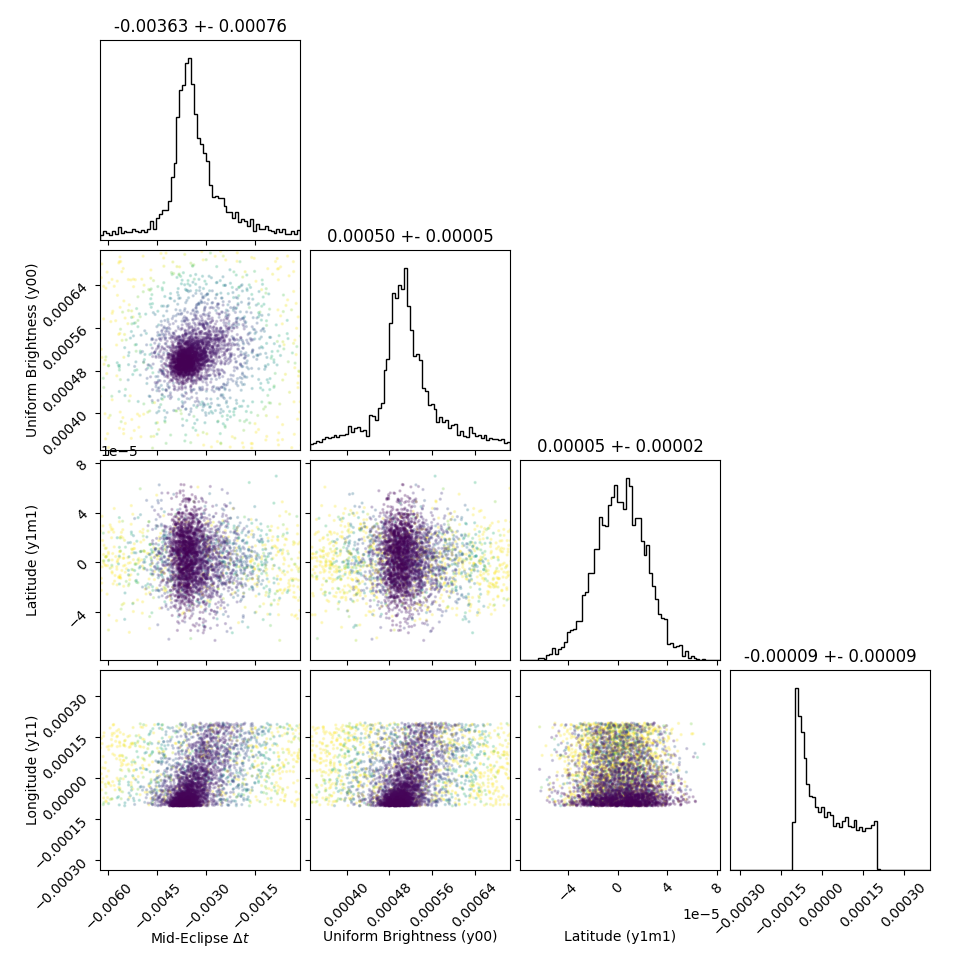 -0.00363 +- 0.00076
0.00050 +- 0.00005
Uniform Brightness (y00)
0.00064
0.00056
0.00048
0.00040
0.00005 +- 0.00002
1e−5
Latitude (y1m1)
8
4
0
−4
-0.00009 +- 0.00009
Longitude (y11)
0.00030
0.00015
0.00000
−0.00015
−0.00030
−0.0060 −0.0045 −0.0030 −0.0015
0.00040 0.00048 0.00056 0.00064
−4 0 4 8
1e−5
−0.00030 −0.00015 0.00000 0.00015 0.00030
Mid-Eclipse Δt
Uniform Brightness (y00)
Latitude (y1m1)